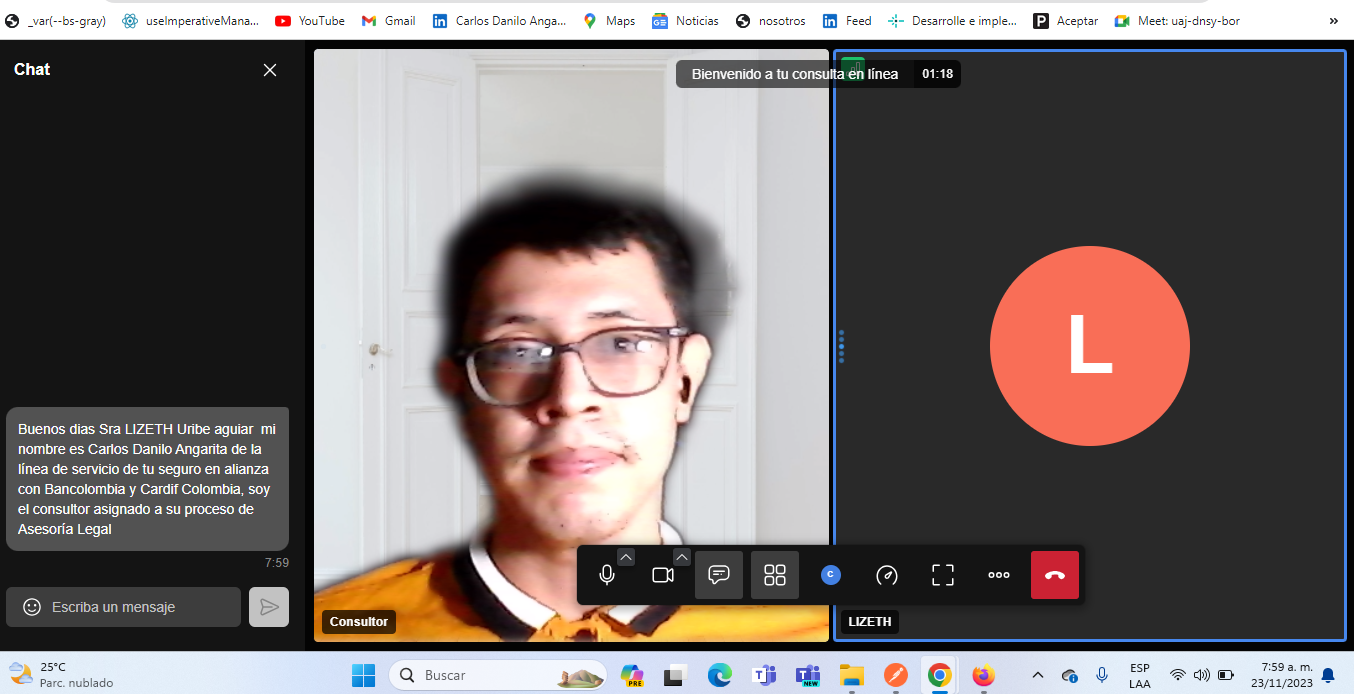 _var(--bs-gray)
useImperativeMana...
YouTube
Gmail
Carlos Danilo Anga...
Maps
Noticias
nosotros
Feed
Desarrolle e imple...
Aceptar
Meet: uaj-dnsy-bor
»
Chat
Bienvenido a tu consulta en línea
01:18
L
Buenos dias Sra LIZETH Uribe aguiar mi
nombre es Carlos Danilo Angarita de la
línea de servicio de tu seguro en alianza
con Bancolombia y Cardif Colombia, soy
el consultor asignado a su proceso de
Asesoría Legal
7:59
Escriba un mensaje
C
Consultor
LIZETH
25°C
Parc. nublado
Buscar
PRE
NEW
ESP
LAA
7:59 a. m.
23/11/2023